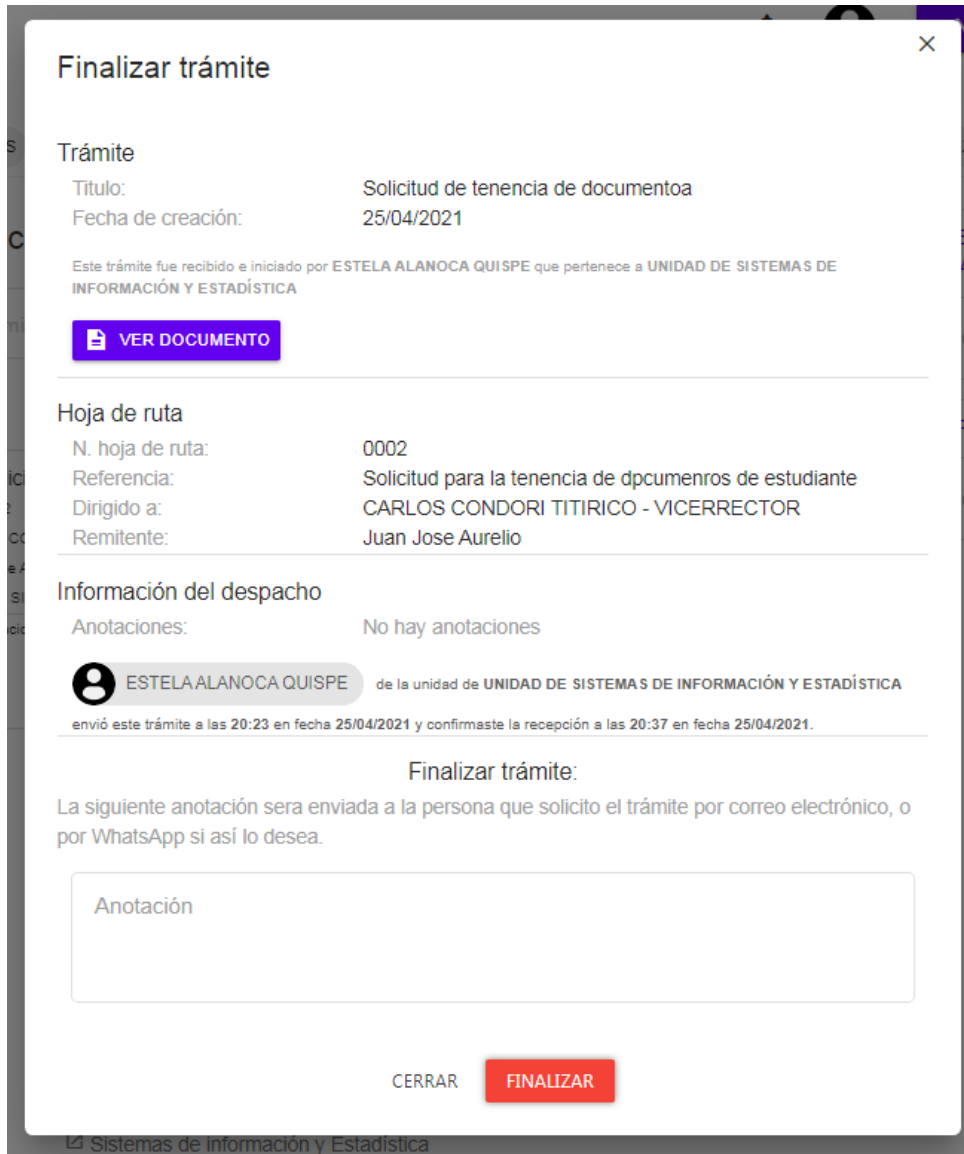 Finalizar trámite
Trámite
Titulo: Solicitud de tenencia de documentoa
Fecha de creación: 25/04/2021
Este trámite fue recibido e iniciado por ESTELA ALANOCA QUISPE que pertenece a UNIDAD DE SISTEMAS DE
INFORMACIÓN Y ESTADÍSTICA
VER DOCUMENTO
Hoja de ruta
N. hoja de ruta: 0002
Referencia: Solicitud para la tenencia de dpcumenros de estudiante
Dirigido a: CARLOS CONDORI TITIRICO - VICERRECTOR
Remitente: Juan Jose Aurelio
Información del despacho
Anotaciones: No hay anotaciones
ESTELA ALANOCA QUISPE de la unidad de UNIDAD DE SISTEMAS DE INFORMACIÓN Y ESTADÍSTICA
envió este trámite a las 20:23 en fecha 25/04/2021 y confirmaste la recepción a las 20:37 en fecha 25/04/2021.
Finalizar trámite:
La siguiente anotación sera enviada a la persona que solicito el trámite por correo electrónico, o
por WhatsApp si así lo desea.
Anotación
CERRAR FINALIZAR
Sistemas de información y Estadística